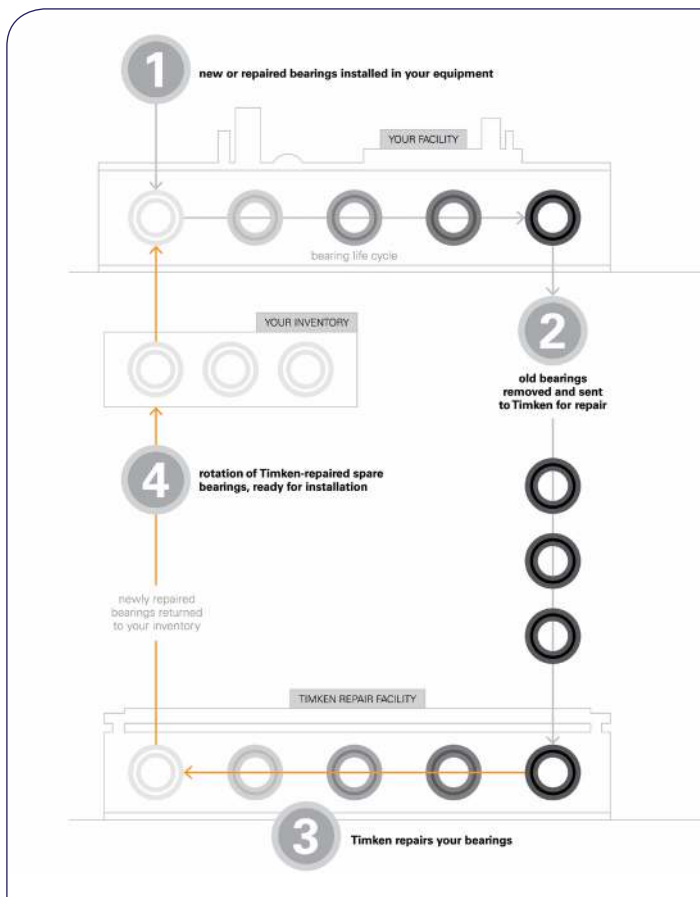 1
new or repaired bearings installed in your equipment
YOUR FACILITY
bearing life cycle
YOUR INVENTORY
2
old bearings
removed and sent
to Timken for repair
4
rotation of Timken-repaired spare
bearings, ready for installation
newly repaired
bearings returned
to your inventory
TIMKEN REPAIR FACILITY
3
Timken repairs your bearings